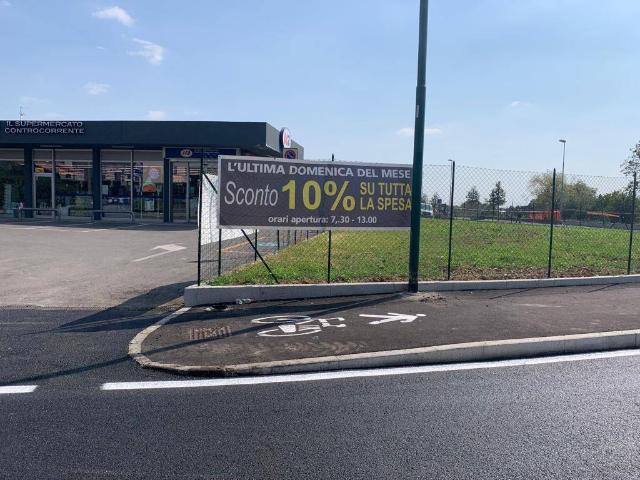 IL SUPERMERCATO
CONTROCORRENTE
L'ULTIMA DOMENICA DEL MESE
Sconto 10% SU TUTTA
LA SPESA
orari apertura: 7,.30 - 13.00